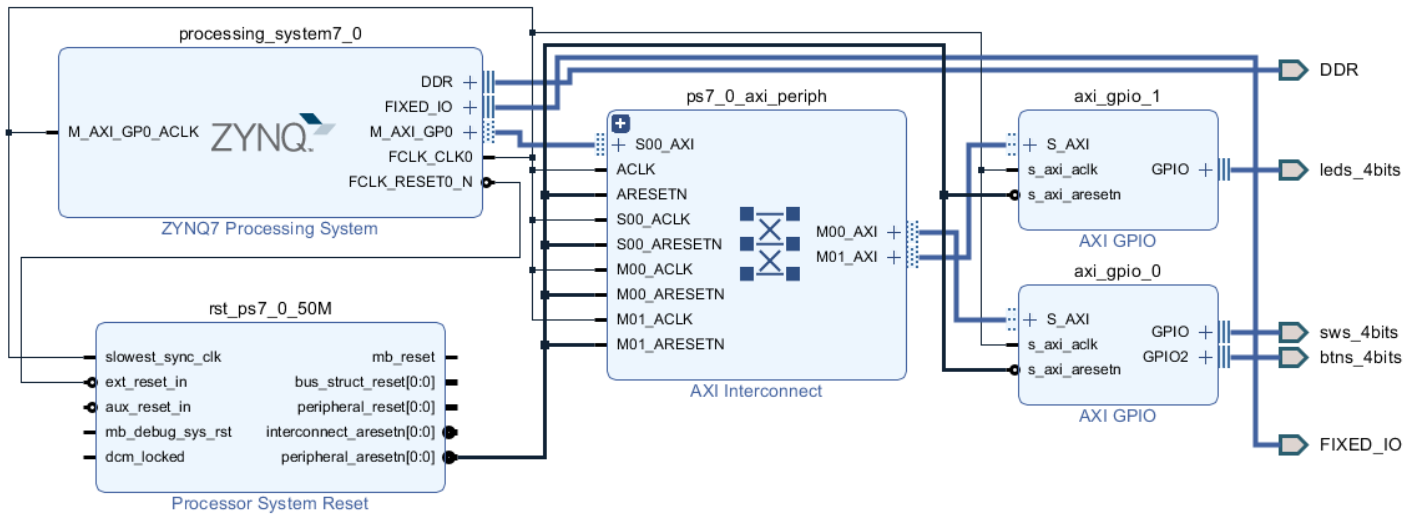 processing_system7_0
DDR
FIXED_IO
M_AXI_GP0_ACLK
ZYNQ
M_AXI_GP0
FCLK_CLK0
FCLK_RESET0_N
ZYNQ7 Processing System
rst_ps7_0_50M
slowest_sync_clk
mb_reset
ext_reset_in
bus_struct_reset[0:0]
aux_reset_in
peripheral_reset[0:0]
mb_debug_sys_rst
interconnect_aresetn[0:0]
dcm_locked
peripheral_aresetn[0:0]
Processor System Reset
ps7_0_axi_periph
S00_AXI
ACLK
ARESETN
S00_ACLK
S00_ARESETN
M00_ACLK
M00_ARESETN
M01_ACLK
M01_ARESETN
M00_AXI
M01_AXI
AXI Interconnect
axi_gpio_1
S_AXI
s_axi_aclk
GPIO
s_axi_aresetn
AXI GPIO
axi_gpio_0
S_AXI
GPIO
s_axi_aclk
GPIO2
s_axi_aresetn
AXI GPIO
DDR
leds_4bits
sws_4bits
btns_4bits
FIXED_IO